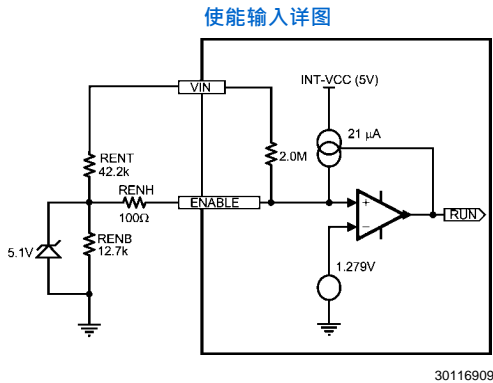 使能输入详图
INT-VCC (5V)
VIN
21 μA
2.0M
RENT
42.2k
RENH
100Ω
ENABLE
+
RUN
−
5.1V
RENB
12.7k
1.279V
30116909